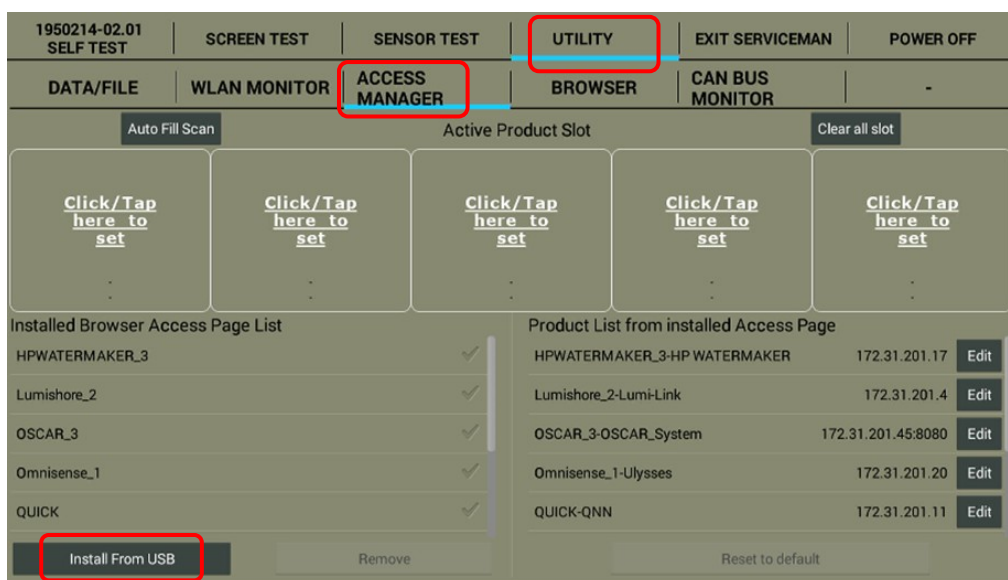 1950214-02.01
SELF TEST
SCREEN TEST
SENSOR TEST
UTILITY
EXIT SERVICEMAN
POWER OFF
DATA/FILE
WLAN MONITOR
ACCESS
MANAGER
BROWSER
CAN BUS
MONITOR
-
Auto Fill Scan
Active Product Slot
Clear all slot
Click/Tap
here to
set
:
Click/Tap
here to
set
:
Click/Tap
here to
set
:
Click/Tap
here to
set
:
Click/Tap
here to
set
:
Installed Browser Access Page List
HPWATERMAKER_3
Lumishore_2
OSCAR_3
Omnisense_1
QUICK
Install From USB
Remove
Product List from installed Access Page
HPWATERMAKER_3-HP WATERMAKER 172.31.201.17 Edit
Lumishore_2-Lumi-Link 172.31.201.4 Edit
OSCAR_3-OSCAR_System 172.31.201.45:8080 Edit
Omnisense_1-Ulysses 172.31.201.20 Edit
QUICK-QNN 172.31.201.11 Edit
Reset to default